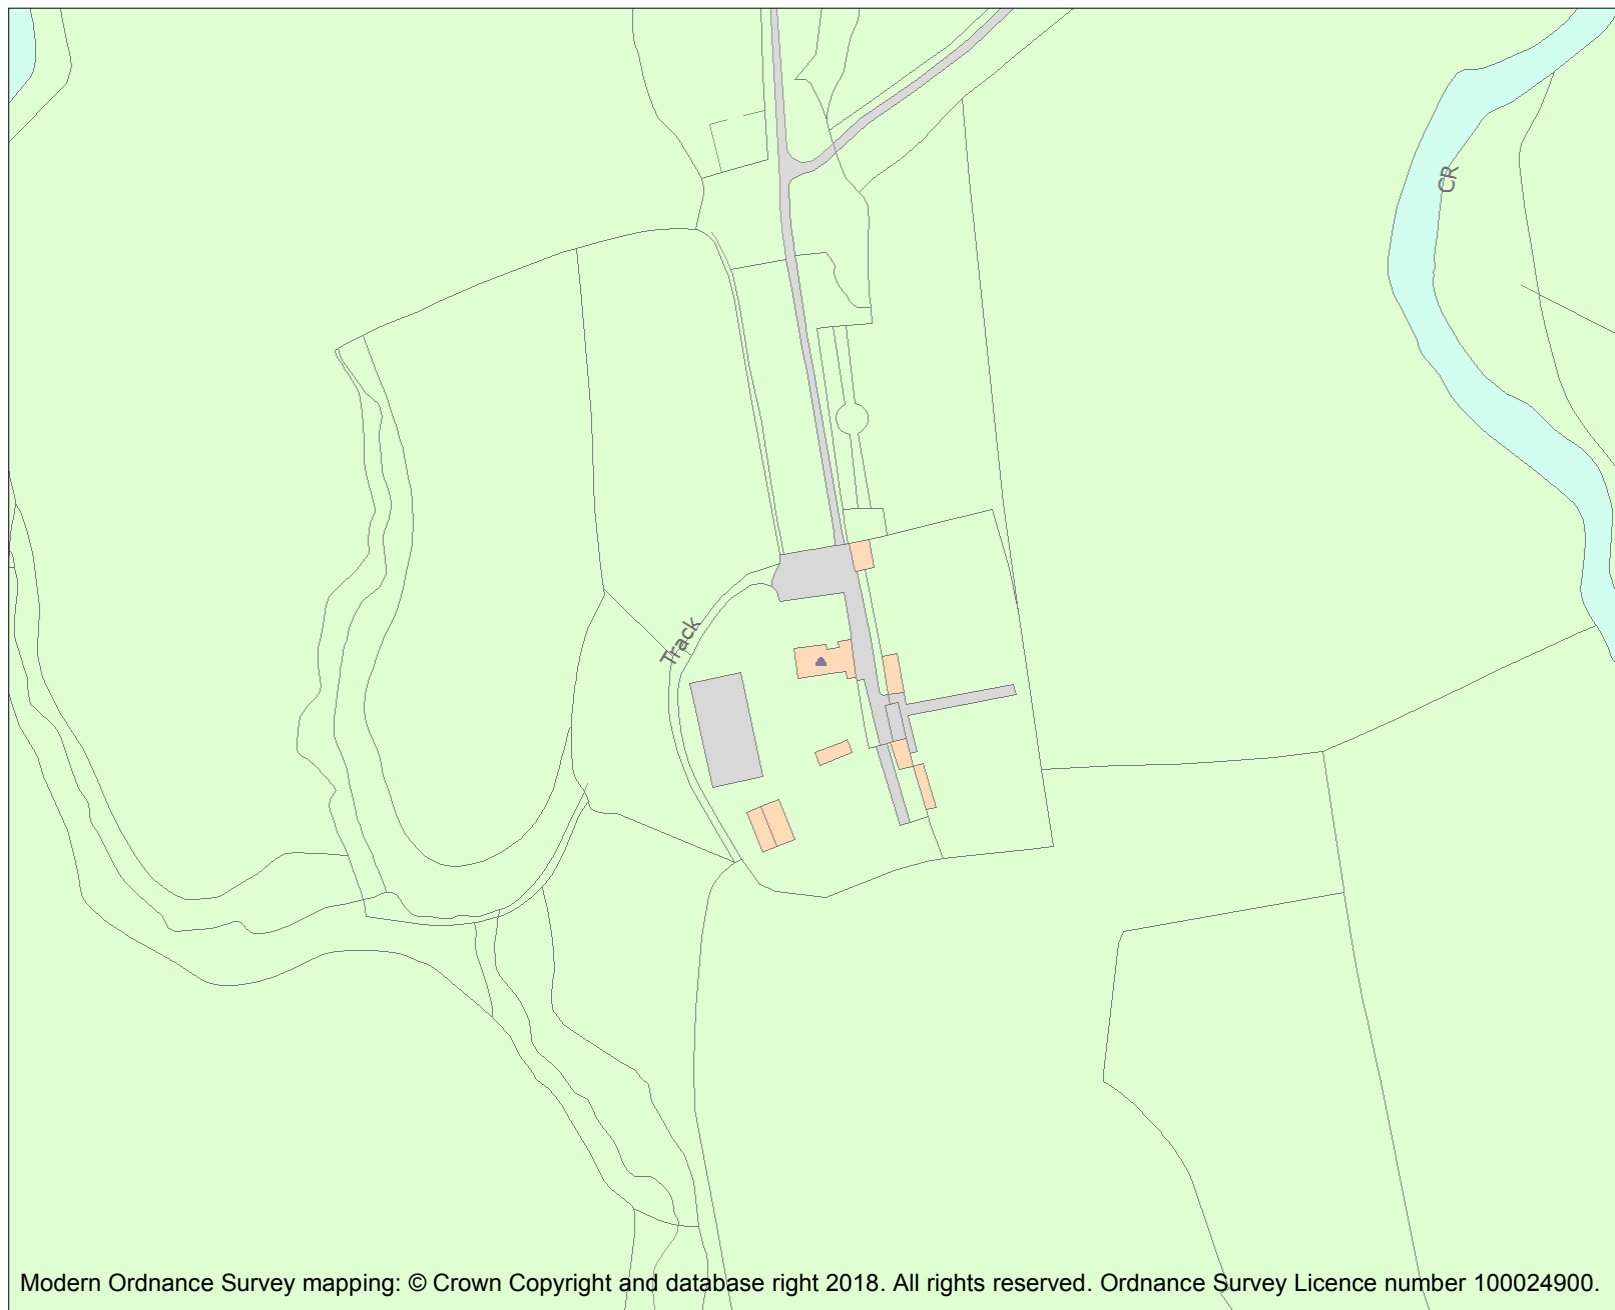 CR
Track
Modern Ordnance Survey mapping: © Crown Copyright and database right 2018. All rights reserved. Ordnance Survey Licence number 100024900.